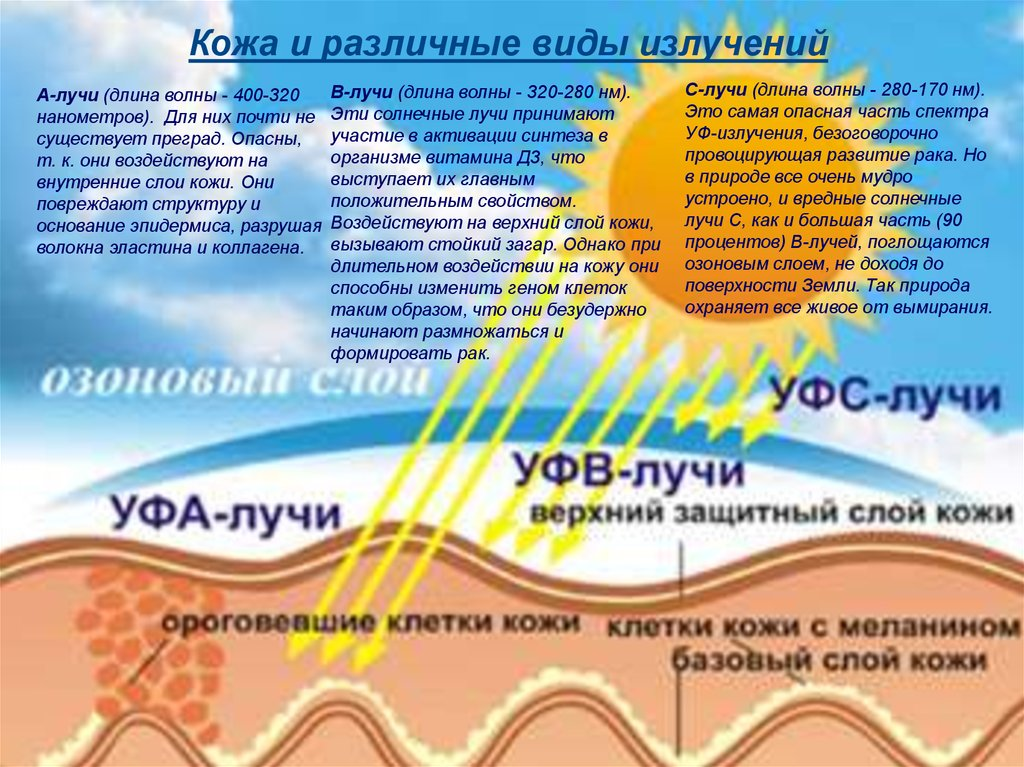 Кожа и различные виды излучений
А-лучи (длина волны - 400-320
нанометров). Для них почти не
существует преград. Опасны,
т. к. они воздействуют на
внутренние слои кожи. Они
повреждают структуру и
основание эпидермиса, разрушая
волокна эластина и коллагена.
В-лучи (длина волны - 320-280 нм).
Эти солнечные лучи принимают
участие в активации синтеза в
организме витамина Д3, что
выступает их главным
положительным свойством.
Воздействуют на верхний слой кожи,
вызывают стойкий загар. Однако при
длительном воздействии на кожу они
способны изменить геном клеток
таким образом, что они безудержно
начинают размножаться и
формировать рак.
С-лучи (длина волны - 280-170 нм).
Это самая опасная часть спектра
УФ-излучения, безоговорочно
провоцирующая развитие рака. Но
в природе все очень мудро
устроено, и вредные солнечные
лучи С, как и большая часть (90
процентов) В-лучей, поглощаются
озоновым слоем, не доходя до
поверхности Земли. Так природа
охраняет все живое от вымирания.
озоновый слой
УФС-лучи
УФВ-лучи
УФА-лучи
верхний защитный слой кожи
ороговевшие клетки кожи
клетки кожи с меланином
базовый слой кожи